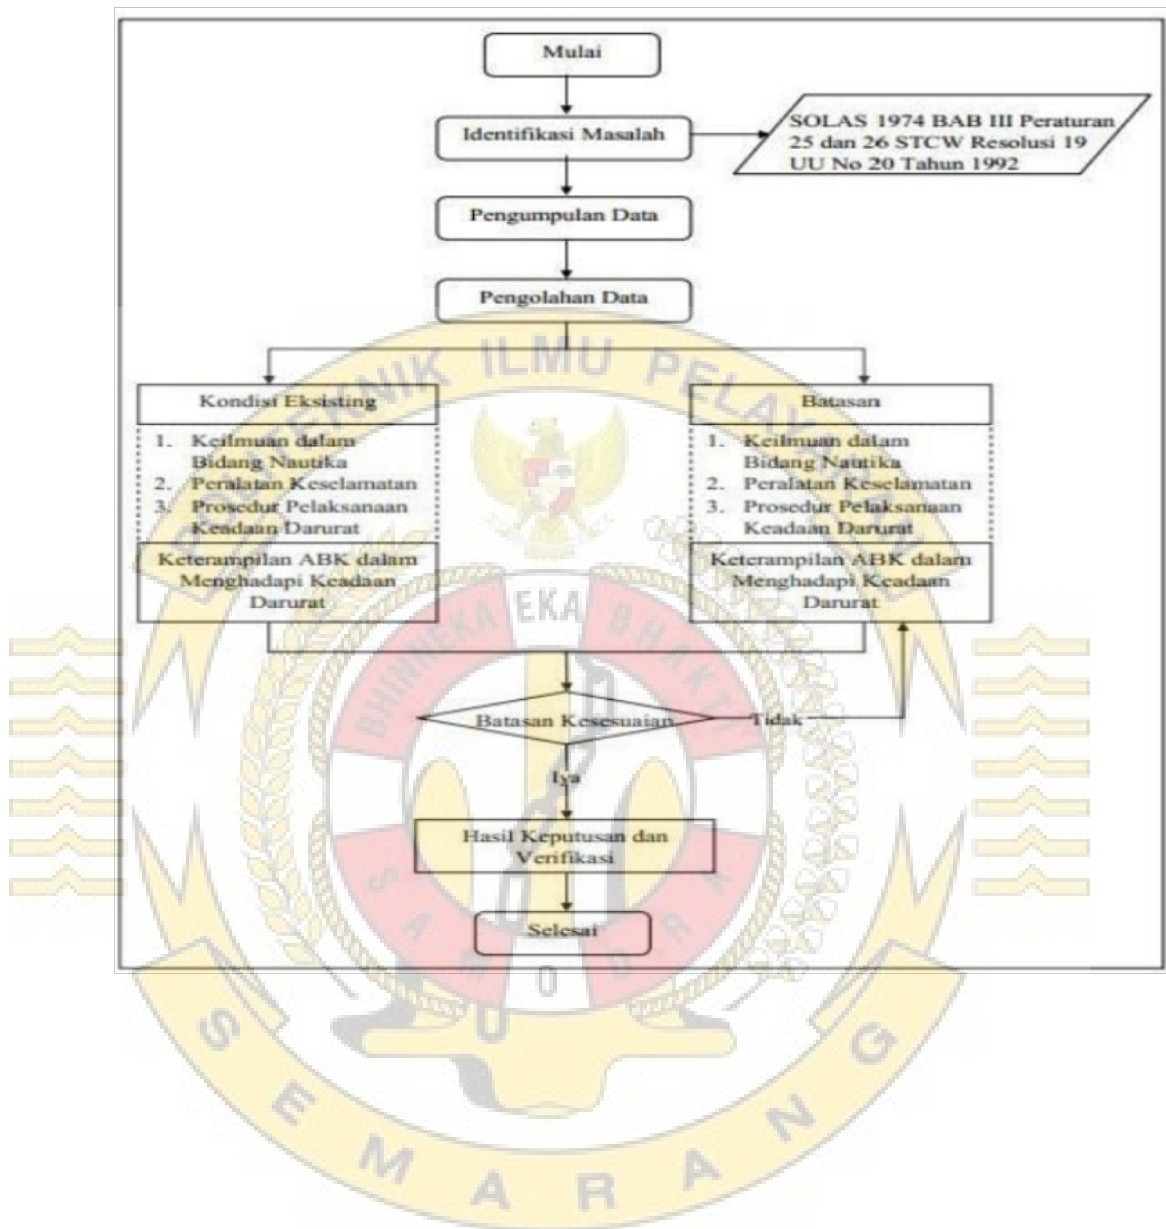 Mulai
Identifikasi Masalah
SOLAS 1974 BAB III Peraturan
25 dan 26 STCW Resolusi 19
UU No 20 Tahun 1992
Pengumpulan Data
Pengolahan Data
Kondisi Eksisting
1. Keilmuan dalam
Bidang Nautika
2. Peralatan Keselamatan
3. Prosedur Pelaksanaan
Keadaan Darurat
Keterampilan ABK dalam
Menghadapi Keadaan
Darurat
Batasan
1. Keilmuan dalam
Bidang Nautika
2. Peralatan Keselamatan
3. Prosedur Pelaksanaan
Keadaan Darurat
Keterampilan ABK dalam
Menghadapi Keadaan
Darurat
Batasan Kesesuaian
Tidak
Iya
Hasil Keputusan dan
Verifikasi
Selesai
POLITEKNIK ILMU PELAYARAN
BHINNEKA EKA BHAKTI
SEMARANG